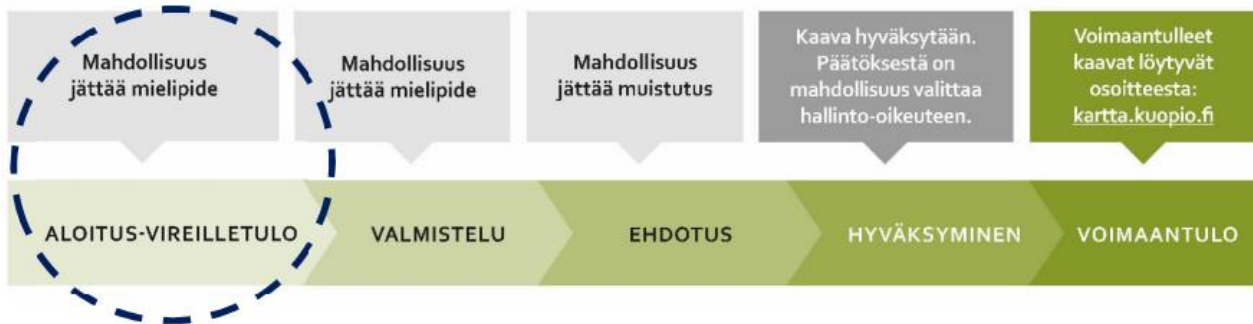 Mahdollisuus
jättää mielipide
Mahdollisuus
jättää mielipide
Mahdollisuus
jättää muistutus
Kaava hyväksytään.
Päätöksestä on
mahdollisuus valittaa
hallinto-oikeuteen.
Voimaantulleet
kaavat löytyvät
osoitteesta:
kartta.kuopio.fi
ALOITUS-VIREILLETULO
VALMISTELU
EHDOTUS
HYVÄKSYMINEN
VOIMAANTULO